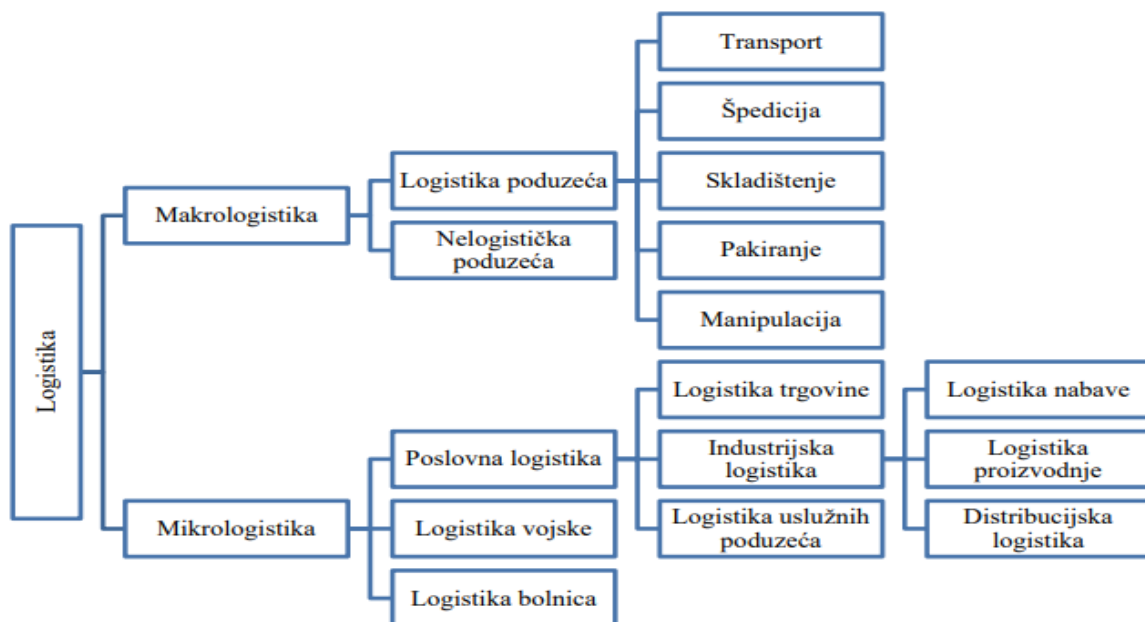 Logistika
Makrologistika
Mikrologistika
Logistika poduzeća
Nelogistička
poduzeća
Poslovna logistika
Logistika vojske
Logistika bolnica
Transport
Špedicija
Skladištenje
Pakiranje
Manipulacija
Logistika trgovine
Industrijska
logistika
Logistika uslužnih
poduzeća
Logistika nabave
Logistika
proizvodnje
Distribucijska
logistika